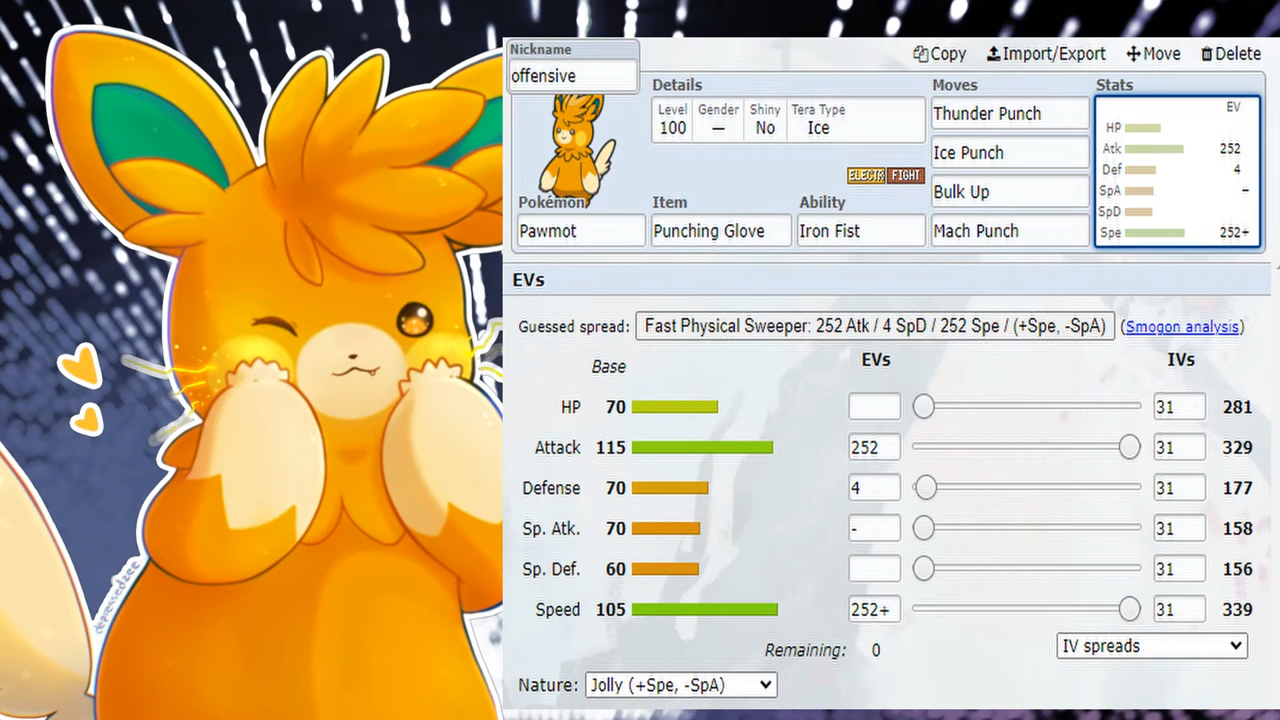 Nickname
offensive
Copy Import/Export Move Delete
Details
Level Gender Shiny Tera Type
100 — No Ice
ELECTR FIGHT
Pokémon Item Ability
Pawmot Punching Glove Iron Fist
Moves
Thunder Punch
Ice Punch
Bulk Up
Mach Punch
Stats
EV
HP
Atk 252
Def 4
SpA -
SpD
Spe 252+
EVs
Guessed spread: Fast Physical Sweeper: 252 Atk / 4 SpD / 252 Spe / (+Spe, -SpA) (Smogon analysis)
Base EVs IVs
HP 70 31 281
Attack 115 252 31 329
Defense 70 4 31 177
Sp. Atk. 70 - 31 158
Sp. Def. 60 31 156
Speed 105 252+ 31 339
Remaining: 0
IV spreads
Nature: Jolly (+Spe, -SpA)
depressedzee